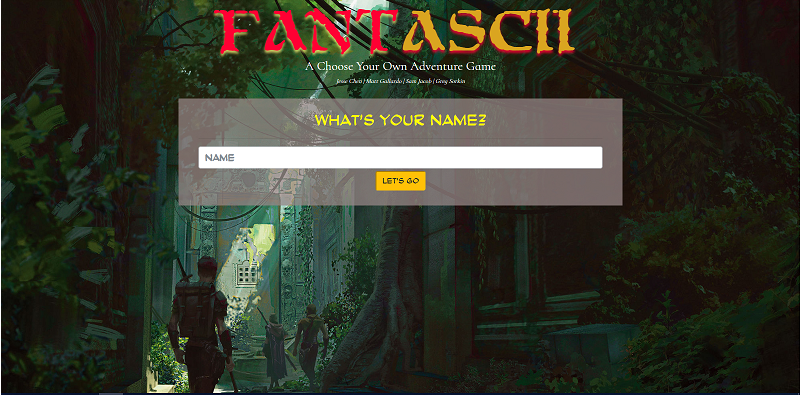 FANTASCII
A Choose Your Own Adventure Game
Jesse Chen | Matt Gallardo | Sam Jacob | Greg Sorkin
WHAT'S YOUR NAME?
NAME
LET'S GO